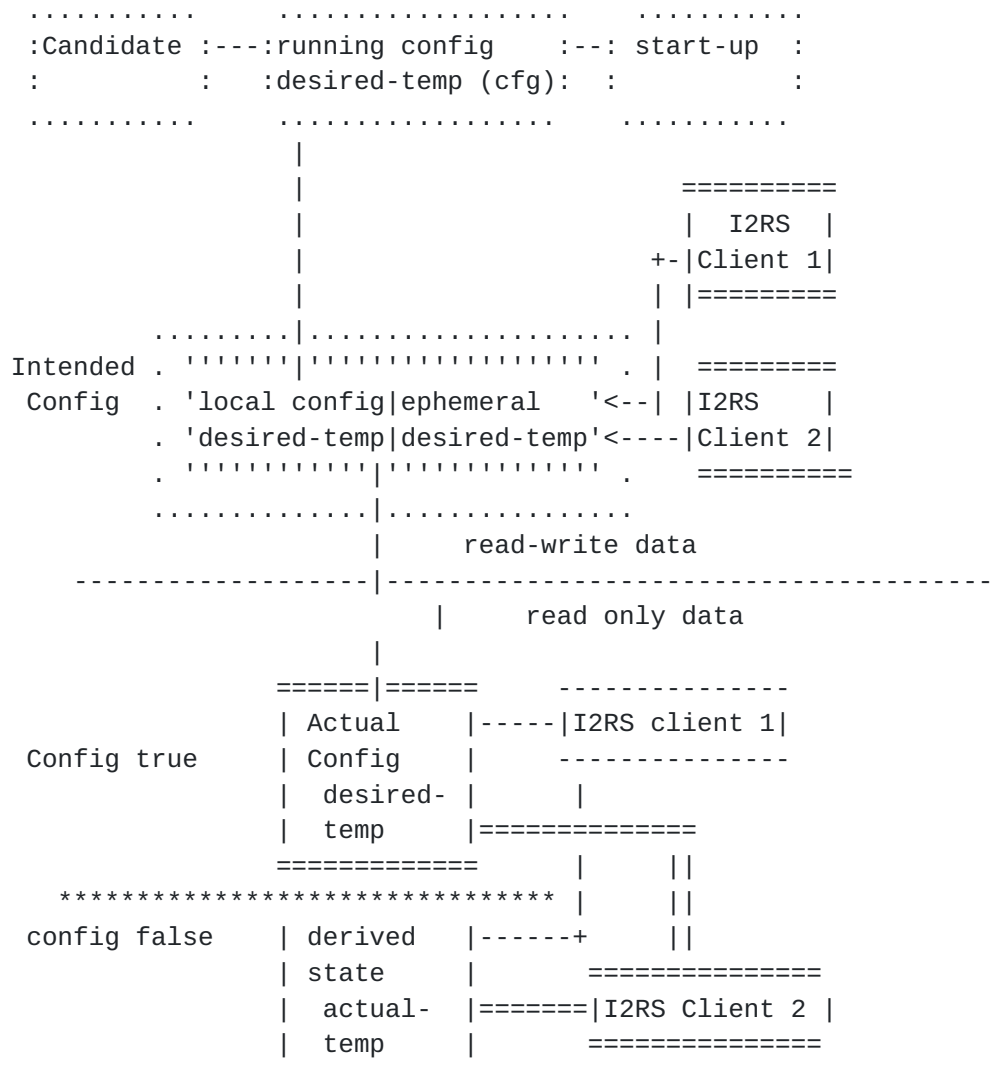 ...........     ...................    ...........
:Candidate :---:running config    :--: start-up  :
:          :   :desired-temp (cfg):  :           :
...........     ..................    ...........
                 |
                 |                        ==========
                 |                        |  I2RS  |
                 |                      +-|Client 1|
                 |                      | |=========
        .........|..................... |
Intended . '''''''|''''''''''''''''''' . |  =========
 Config  . 'local config|ephemeral   '<--| |I2RS    |
         . 'desired-temp|desired-temp'<----|Client 2|
         . ''''''''''''|'''''''''''''' .    ==========
         ..............|................
                       |     read-write data
   -------------------|---------------------------------------
                           |     read only data
                       |
                 ======|======     ---------------
                 | Actual    |-----|I2RS client 1|
 Config true     | Config    |     ---------------
                 |  desired- |      |
                 |  temp     |==============
                 =============      |     ||
   ******************************** |     ||
 config false    | derived   |------+     ||
                 | state     |       ===============
                 |  actual-  |=======|I2RS Client 2 |
                 |  temp     |       ===============